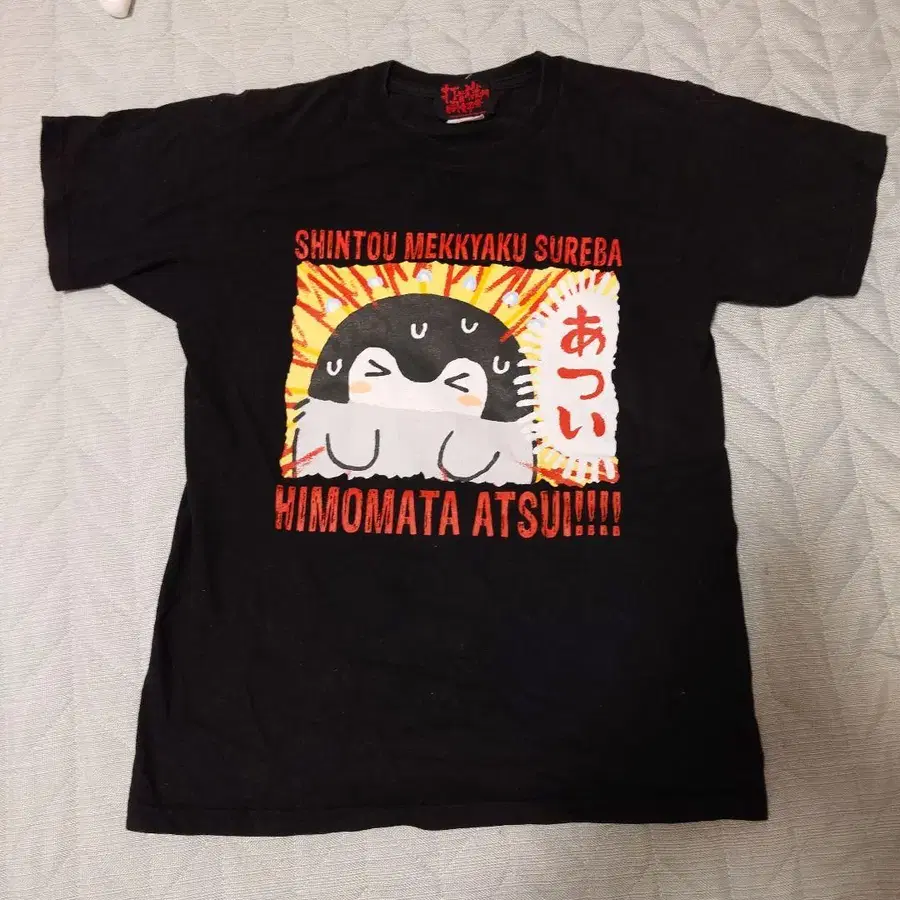 SHINTOU MEKKYAKU SUREBA
あつい
HIMOMATA ATSUI!!!!